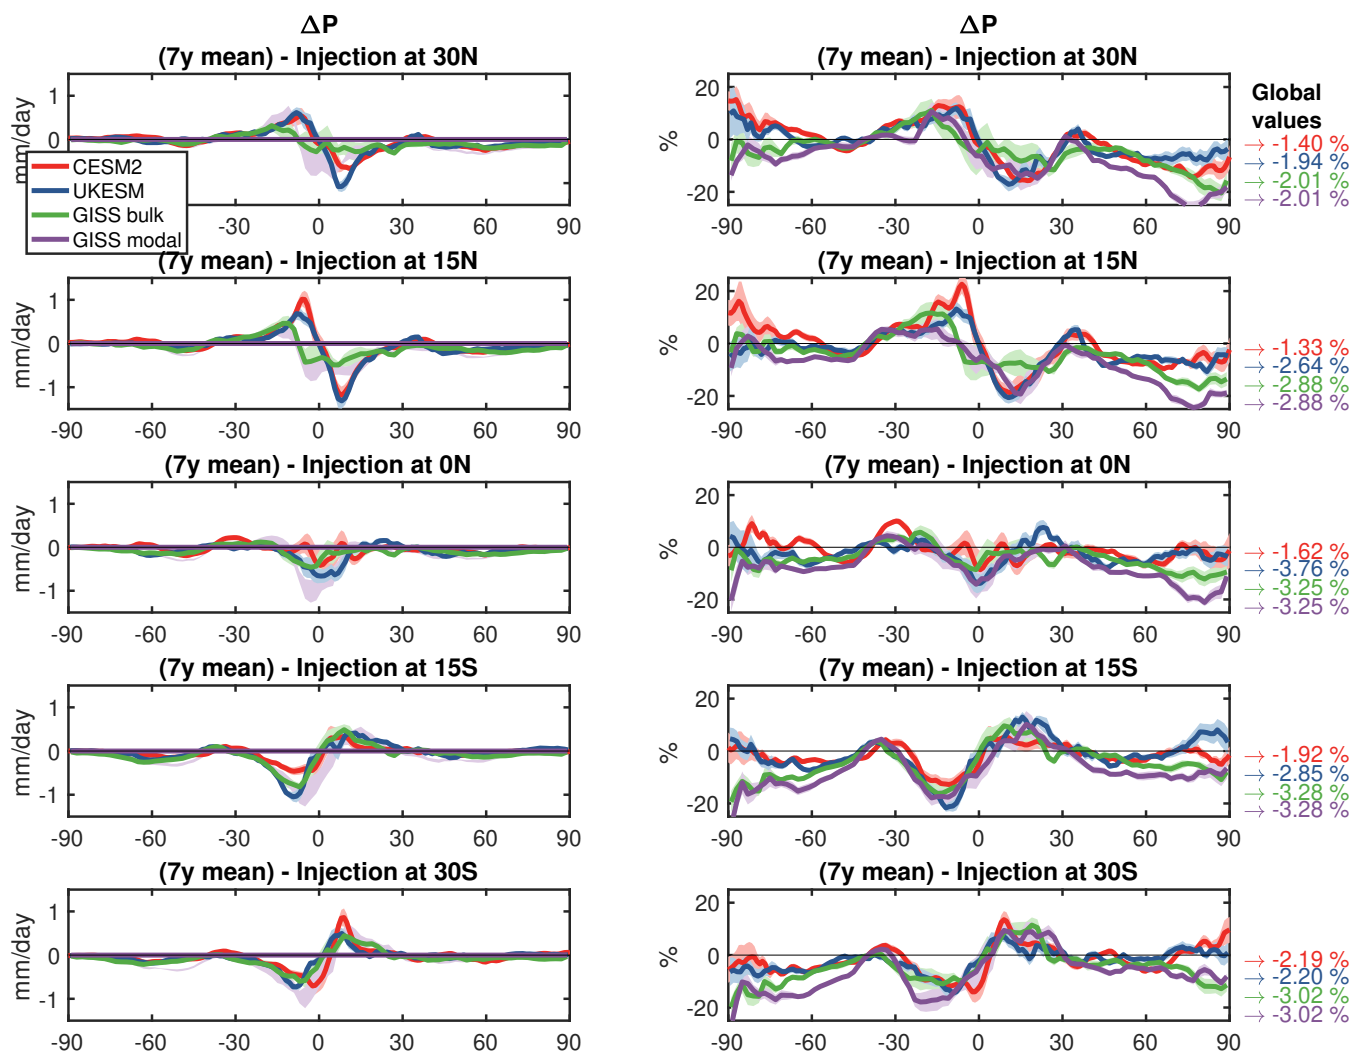 ΔP
(7y mean) - Injection at 30N
mm/day
1
-30
0
30
60
90
CESM2
UKESM
GISS bulk
GISS modal
ΔP
(7y mean) - Injection at 30N
%
20
0
-20
-90
-60
-30
0
30
60
90
Global
values
→ -1.40 %
→ -1.94 %
→ -2.01 %
→ -2.01 %
(7y mean) - Injection at 15N
mm/day
1
0
-1
-90
-60
-30
0
30
60
90
(7y mean) - Injection at 15N
%
20
0
-20
-90
-60
-30
0
30
60
90
→ -1.33 %
→ -2.64 %
→ -2.88 %
→ -2.88 %
(7y mean) - Injection at 0N
mm/day
1
0
-1
-90
-60
-30
0
30
60
90
(7y mean) - Injection at 0N
%
20
0
-20
-90
-60
-30
0
30
60
90
→ -1.62 %
→ -3.76 %
→ -3.25 %
→ -3.25 %
(7y mean) - Injection at 15S
mm/day
1
0
-1
-90
-60
-30
0
30
60
90
(7y mean) - Injection at 15S
%
20
0
-20
-90
-60
-30
0
30
60
90
→ -1.92 %
→ -2.85 %
→ -3.28 %
→ -3.28 %
(7y mean) - Injection at 30S
mm/day
1
0
-1
-90
-60
-30
0
30
60
90
(7y mean) - Injection at 30S
%
20
0
-20
-90
-60
-30
0
30
60
90
→ -2.19 %
→ -2.20 %
→ -3.02 %
→ -3.02 %